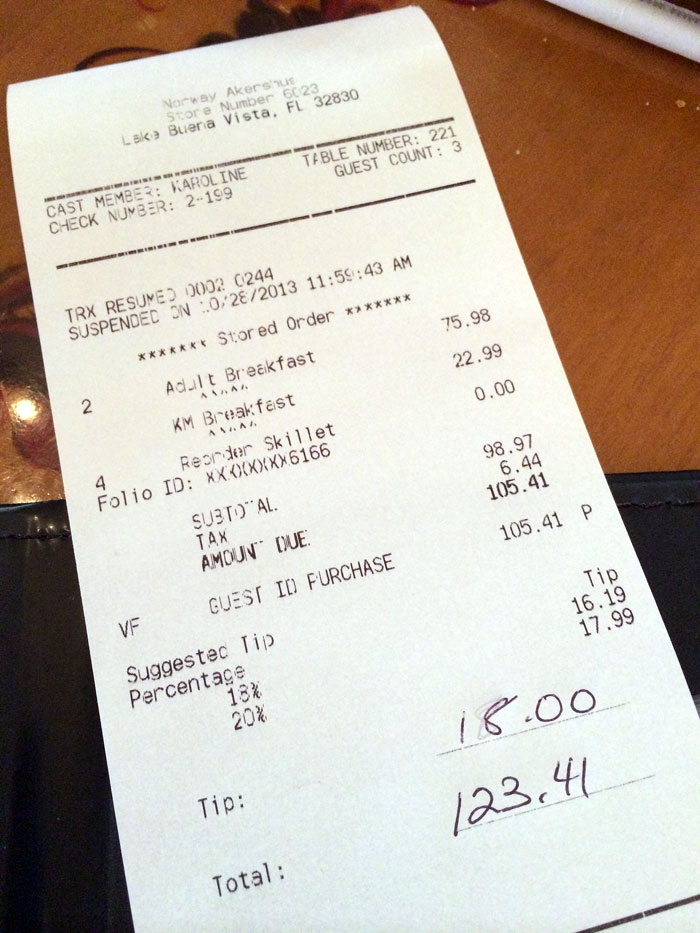 Norway Akershus
Store Number 6023
Lake Buena Vista, FL 32830
CAST MEMBER: KAROLINE TABLE NUMBER: 221
CHECK NUMBER: 2-199 GUEST COUNT: 3
TRX RESUMED 0002 0244
SUSPENDED ON 10/28/2013 11:59:43 AM
******* Stored Order *******
2 Adult Breakfast 75.98
^^.^^.^^
KM Breakfast 22.99
^^.^^.^^
4 Reorder Skillet 0.00
Folio ID: XXXXXXXX6166
SUBTOTAL 98.97
TAX 6.44
AMOUNT DUE: 105.41
VF GUEST ID PURCHASE 105.41 P
Suggested Tip
Percentage Tip
18% 16.19
20% 17.99
Tip: 18.00
Total: 123.41